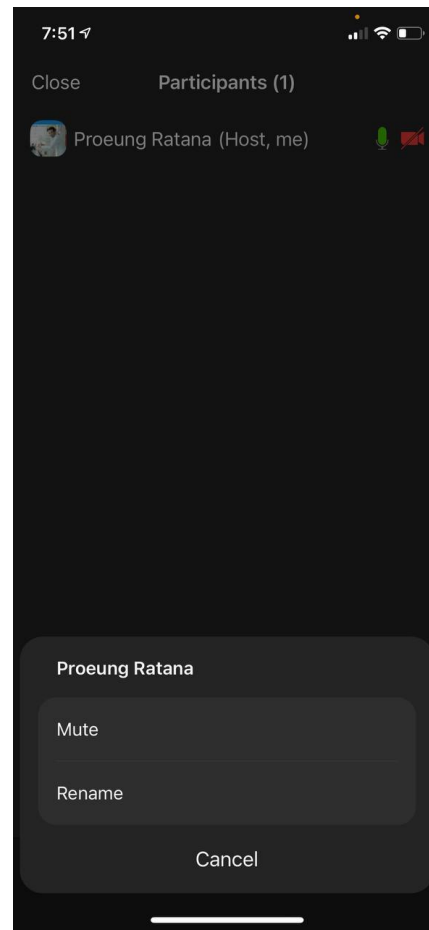 7:51
Close Participants (1)
Proeung Ratana (Host, me)
Proeung Ratana
Mute
Rename
Cancel